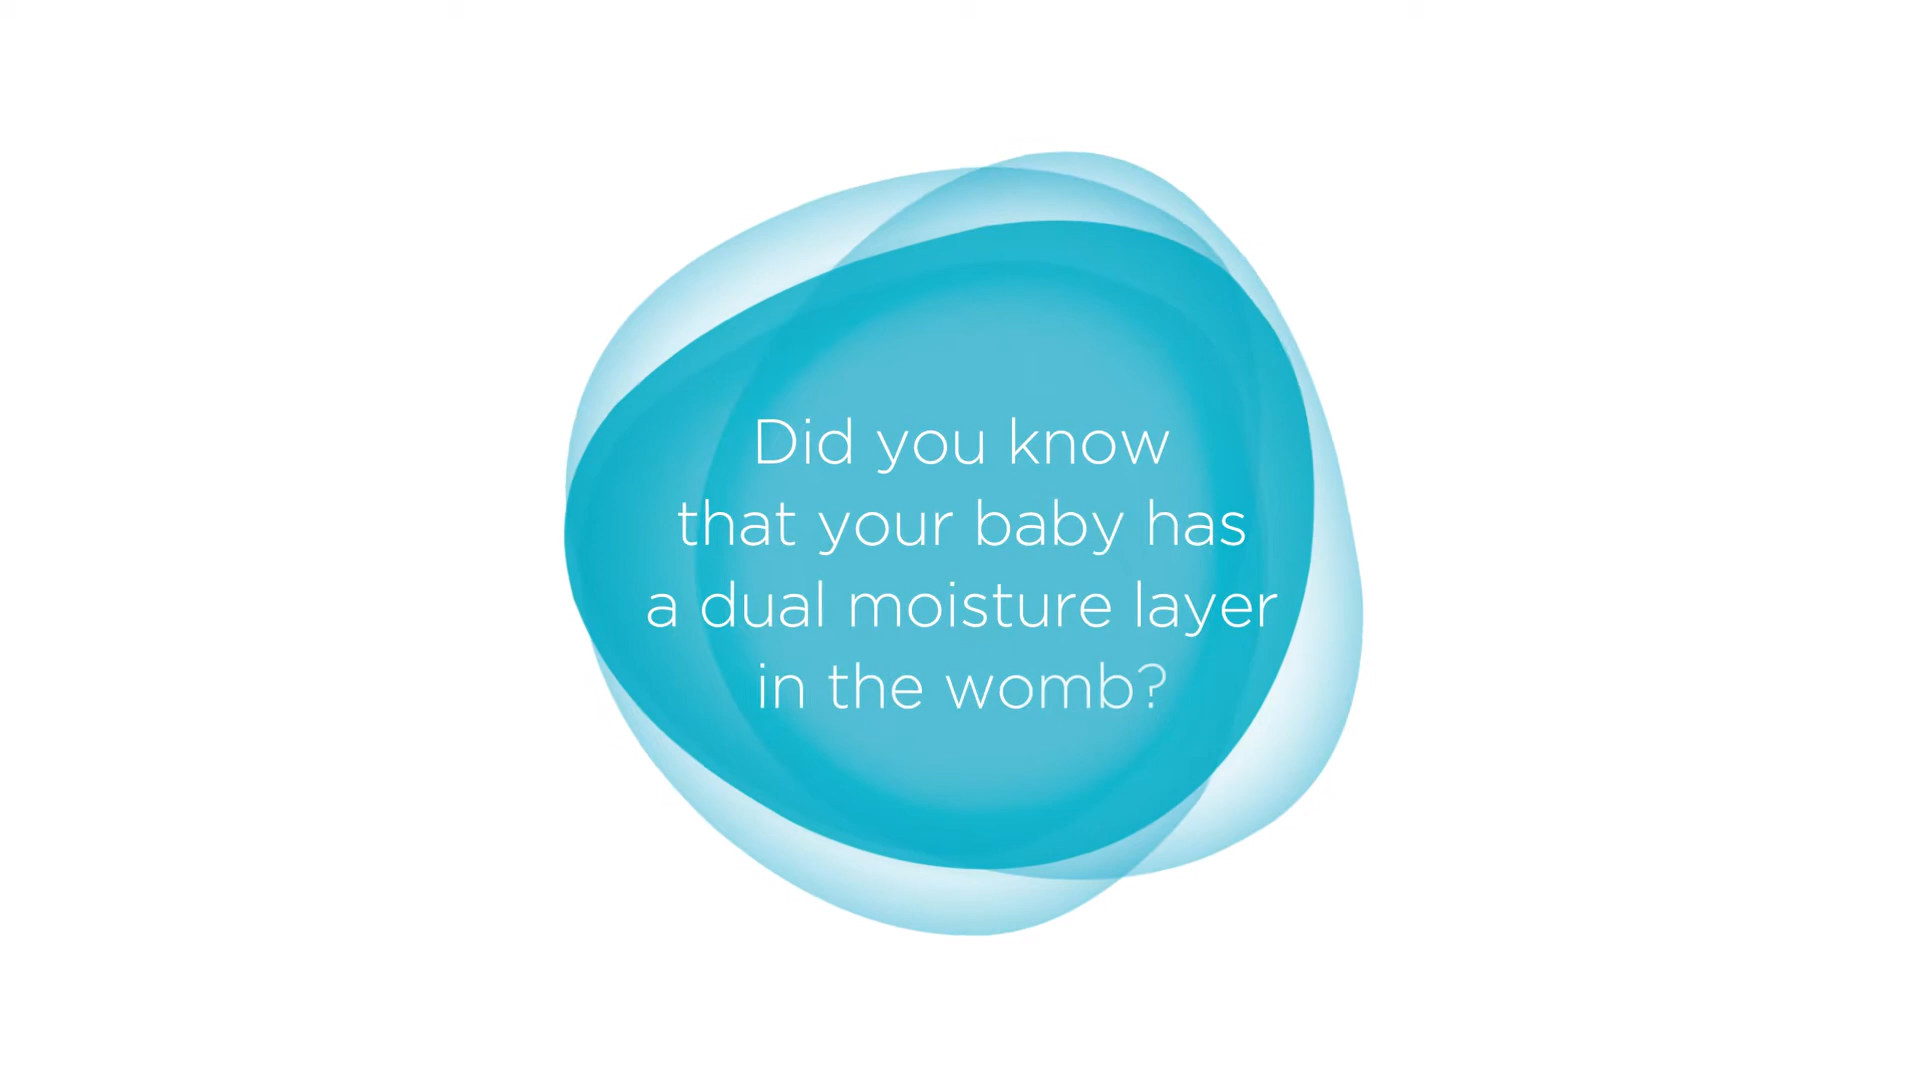 Did you know
that your baby has
a dual moisture layer
in the womb?